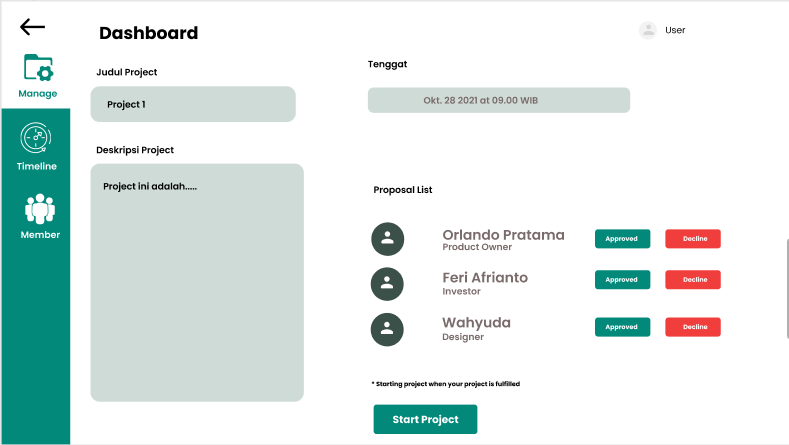 Dashboard
User
Manage
Timeline
Member
Judul Project
Project 1
Deskripsi Project
Project ini adalah.....
Tenggat
Okt. 28 2021 at 09.00 WIB
Proposal List
Orlando Pratama
Product Owner
Approved
Decline
Feri Afrianto
Investor
Approved
Decline
Wahyuda
Designer
Approved
Decline
* Starting project when your project is fulfilled
Start Project